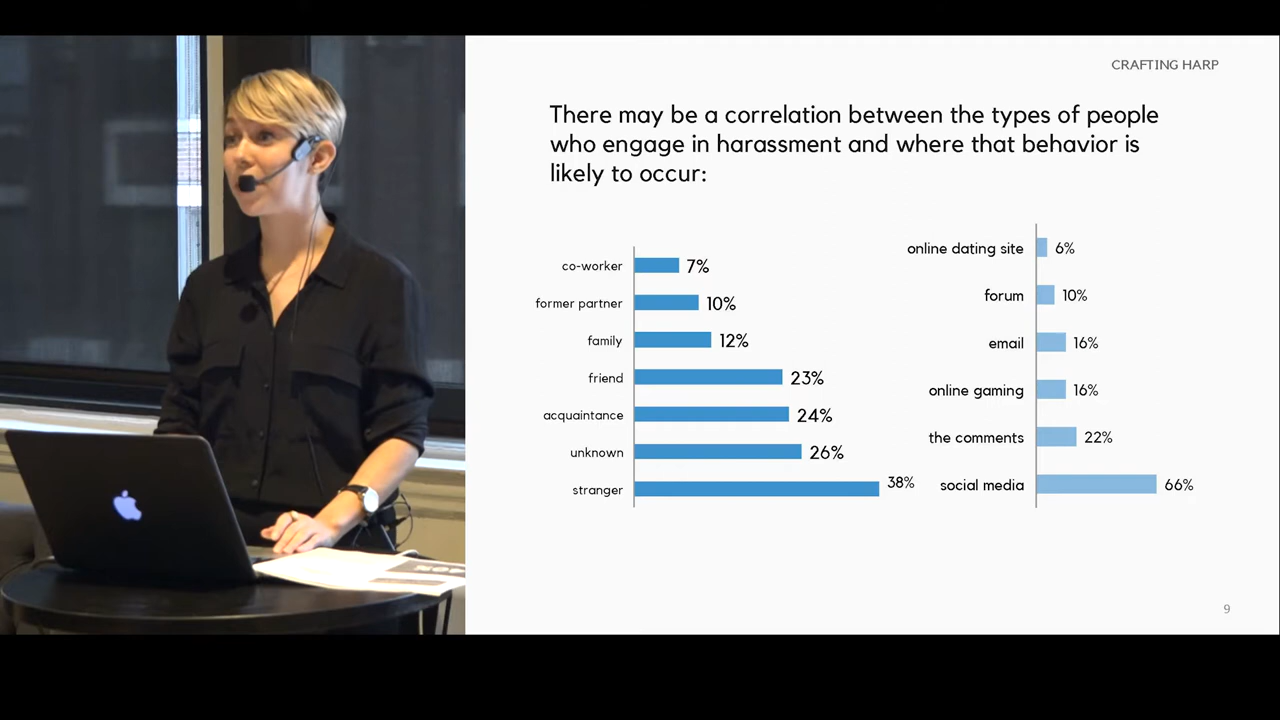 CRAFTING HARP
There may be a correlation between the types of people
who engage in harassment and where that behavior is
likely to occur:
co-worker 7%
former partner 10%
family 12%
friend 23%
acquaintance 24%
unknown 26%
stranger 38%
online dating site 6%
forum 10%
email 16%
online gaming 16%
the comments 22%
social media 66%
9